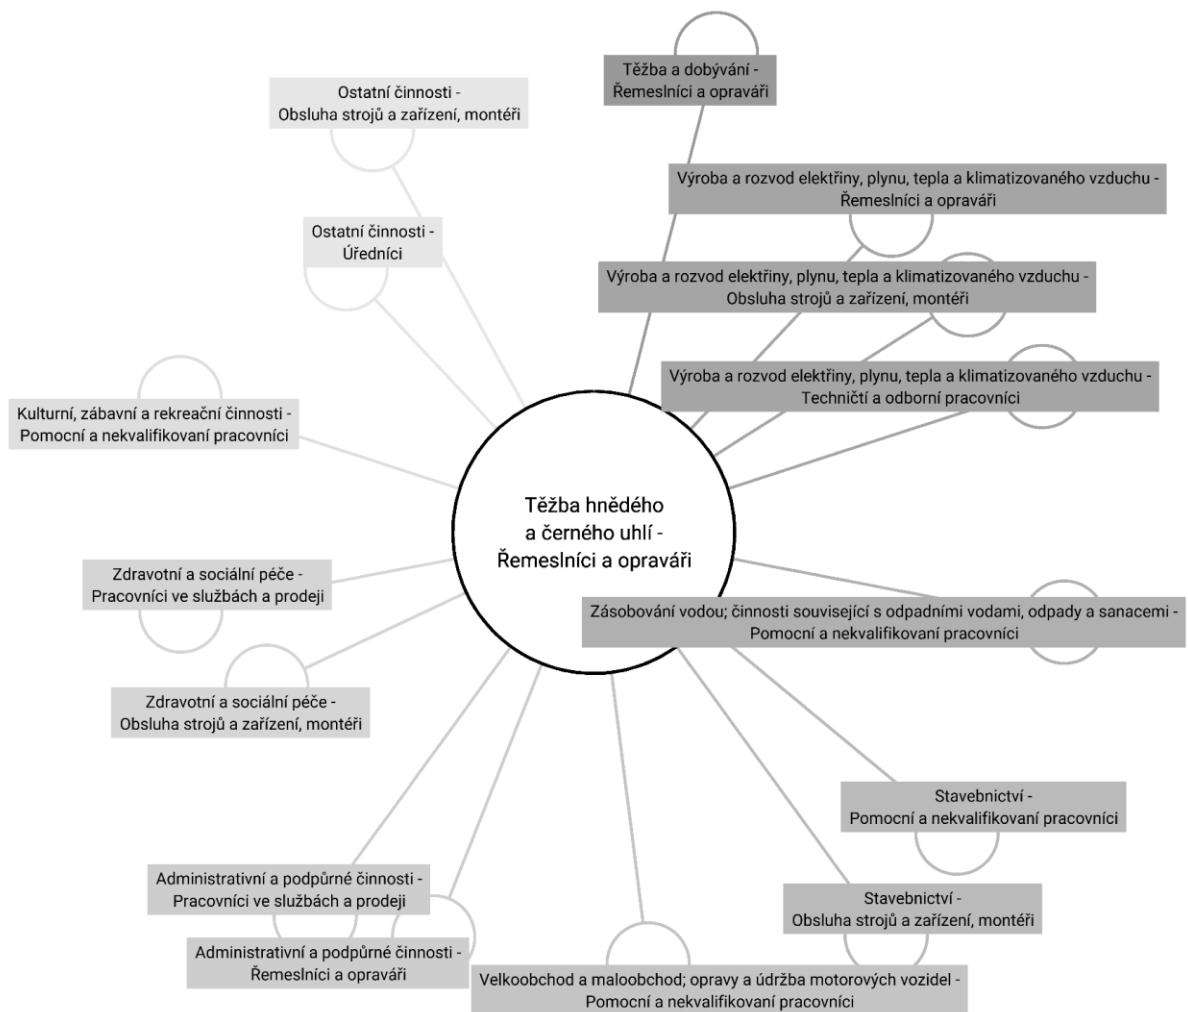 Těžba a dobývání -
Řemeslníci a opraváři
Ostatní činnosti -
Obsluha strojů a zařízení, montéři
Výroba a rozvod elektřiny, plynu, tepla a klimatizovaného vzduchu -
Řemeslníci a opraváři
Ostatní činnosti -
Úředníci
Výroba a rozvod elektřiny, plynu, tepla a klimatizovaného vzduchu -
Obsluha strojů a zařízení, montéři
Výroba a rozvod elektřiny, plynu, tepla a klimatizovaného vzduchu -
Techničtí a odborní pracovníci
Kulturní, zábavní a rekreační činnosti -
Pomocní a nekvalifikovaní pracovníci
Těžba hnědého
a černého uhlí -
Řemeslníci a opraváři
Zdravotní a sociální péče -
Pracovníci ve službách a prodeji
Zásobování vodou; činnosti související s odpadními vodami, odpady a sanacemi -
Pomocní a nekvalifikovaní pracovníci
Zdravotní a sociální péče -
Obsluha strojů a zařízení, montéři
Stavebnictví -
Pomocní a nekvalifikovaní pracovníci
Administrativní a podpůrné činnosti -
Pracovníci ve službách a prodeji
Stavebnictví -
Obsluha strojů a zařízení, montéři
Administrativní a podpůrné činnosti -
Řemeslníci a opraváři
Velkoobchod a maloobchod; opravy a údržba motorových vozidel -
Pomocní a nekvalifikovaní pracovníci